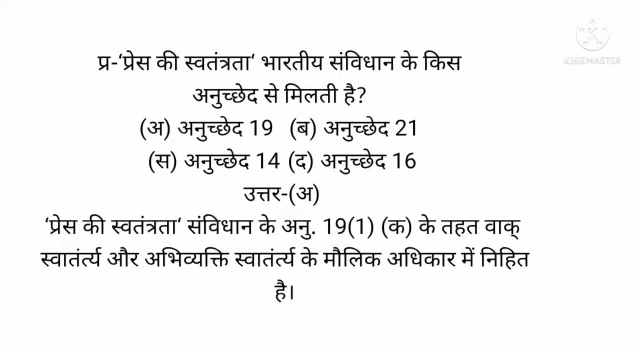 KINEMASTER
प्र-‘प्रेस की स्वतंत्रता‘ भारतीय संविधान के किस
अनुच्छेद से मिलती है?
(अ) अनुच्छेद 19 (ब) अनुच्छेद 21
(स) अनुच्छेद 14 (द) अनुच्छेद 16
उत्तर-(अ)
‘प्रेस की स्वतंत्रता‘ संविधान के अनु. 19(1) (क) के तहत वाक्
स्वातंर्त्य और अभिव्यक्ति स्वातंर्त्य के मौलिक अधिकार में निहित
है।